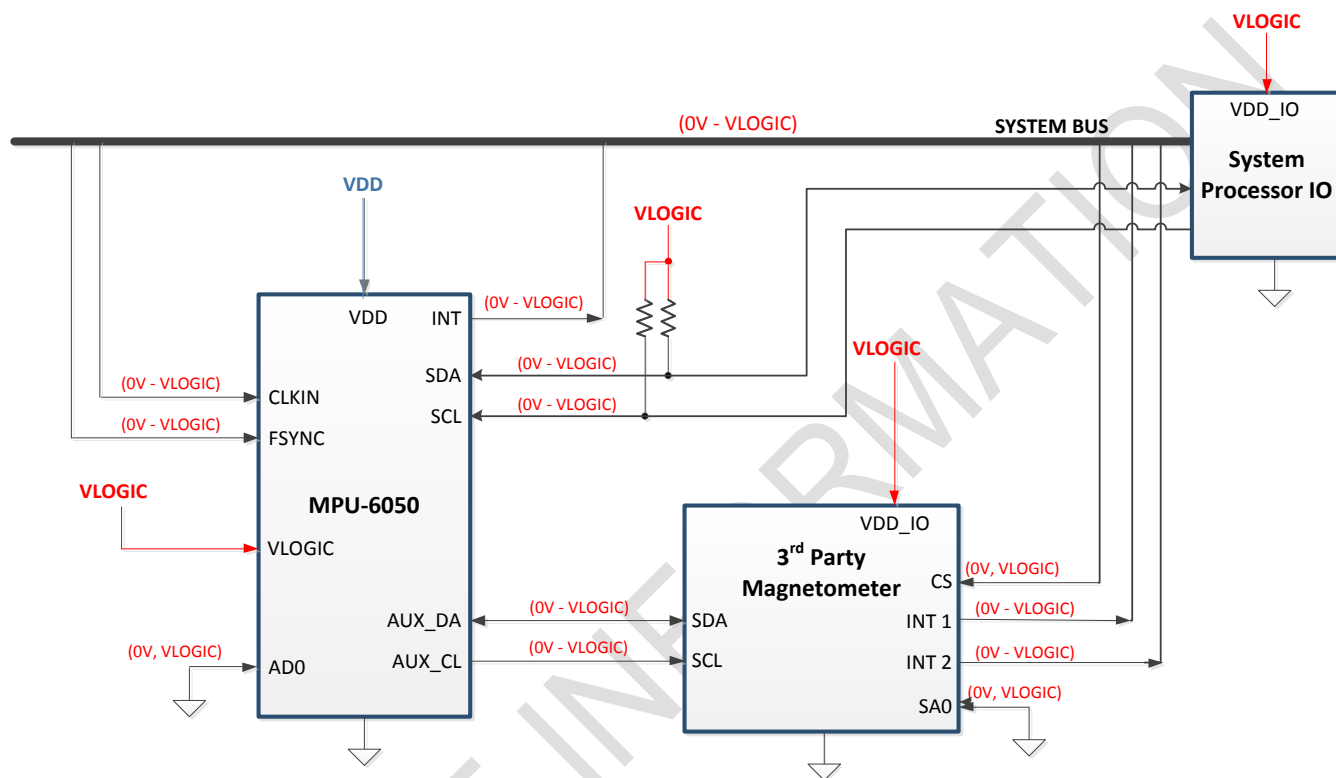 VLOGIC
VDD_IO
System
Processor IO
(0V - VLOGIC)
SYSTEM BUS
VDD
VLOGIC
VDD
INT
(0V - VLOGIC)
SDA
(0V - VLOGIC)
SCL
(0V - VLOGIC)
(0V - VLOGIC)
CLKIN
(0V - VLOGIC)
FSYNC
VLOGIC
VLOGIC
MPU-6050
AUX_DA
(0V - VLOGIC)
AUX_CL
(0V - VLOGIC)
(0V, VLOGIC)
AD0
VLOGIC
VDD_IO
3rd Party
Magnetometer
CS
(0V, VLOGIC)
SDA
INT 1
(0V - VLOGIC)
SCL
INT 2
(0V - VLOGIC)
SA0
(0V, VLOGIC)
INFORMATION